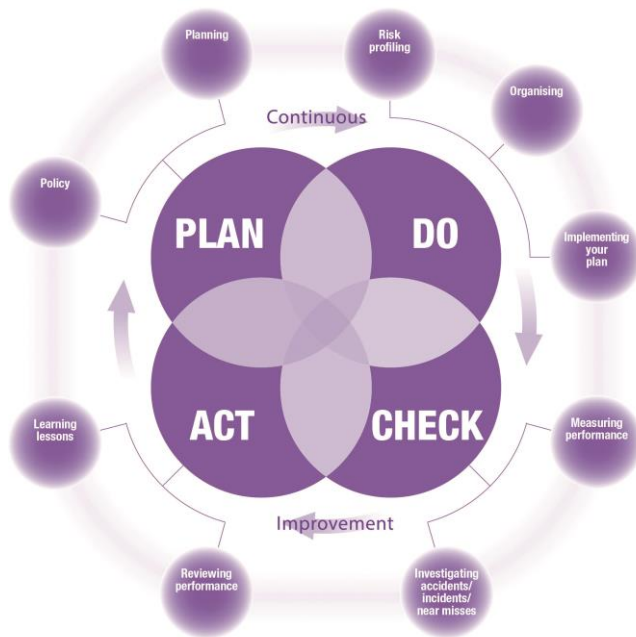 Planning
Risk
profiling
Organising
Continuous
Policy
PLAN
DO
Implementing
your
plan
ACT
CHECK
Learning
lessons
Measuring
performance
Improvement
Reviewing
performance
Investigating
accidents/
incidents/
near misses